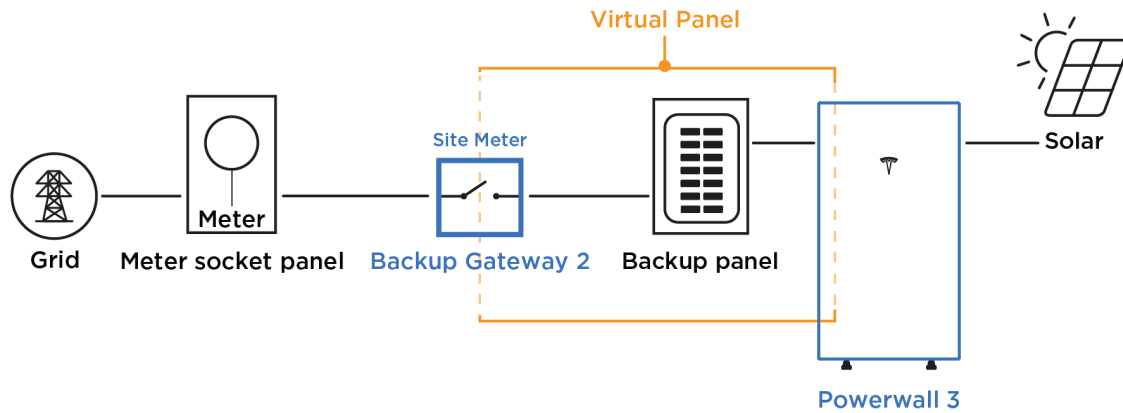 Virtual Panel
Site Meter
Solar
Meter
Grid
Meter socket panel
Backup Gateway 2
Backup panel
Powerwall 3